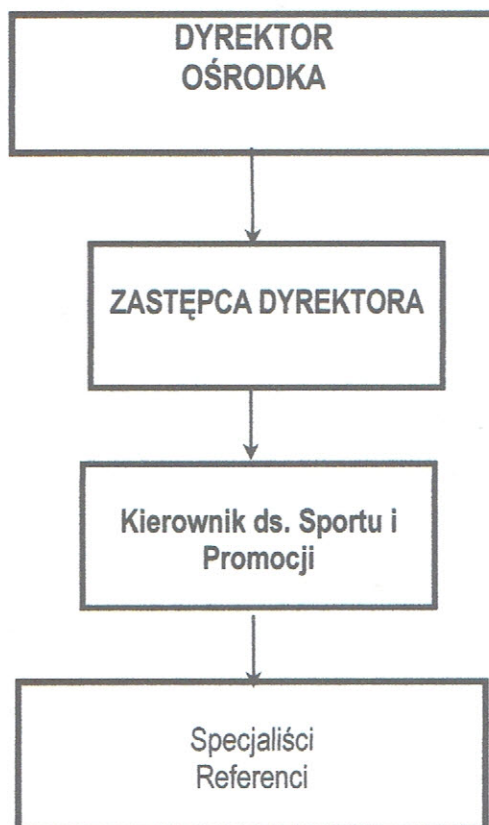 DYREKTOR
OŚRODKA
ZASTĘPCA DYREKTORA
Kierownik ds. Sportu i
Promocji
Specjaliści
Referenci